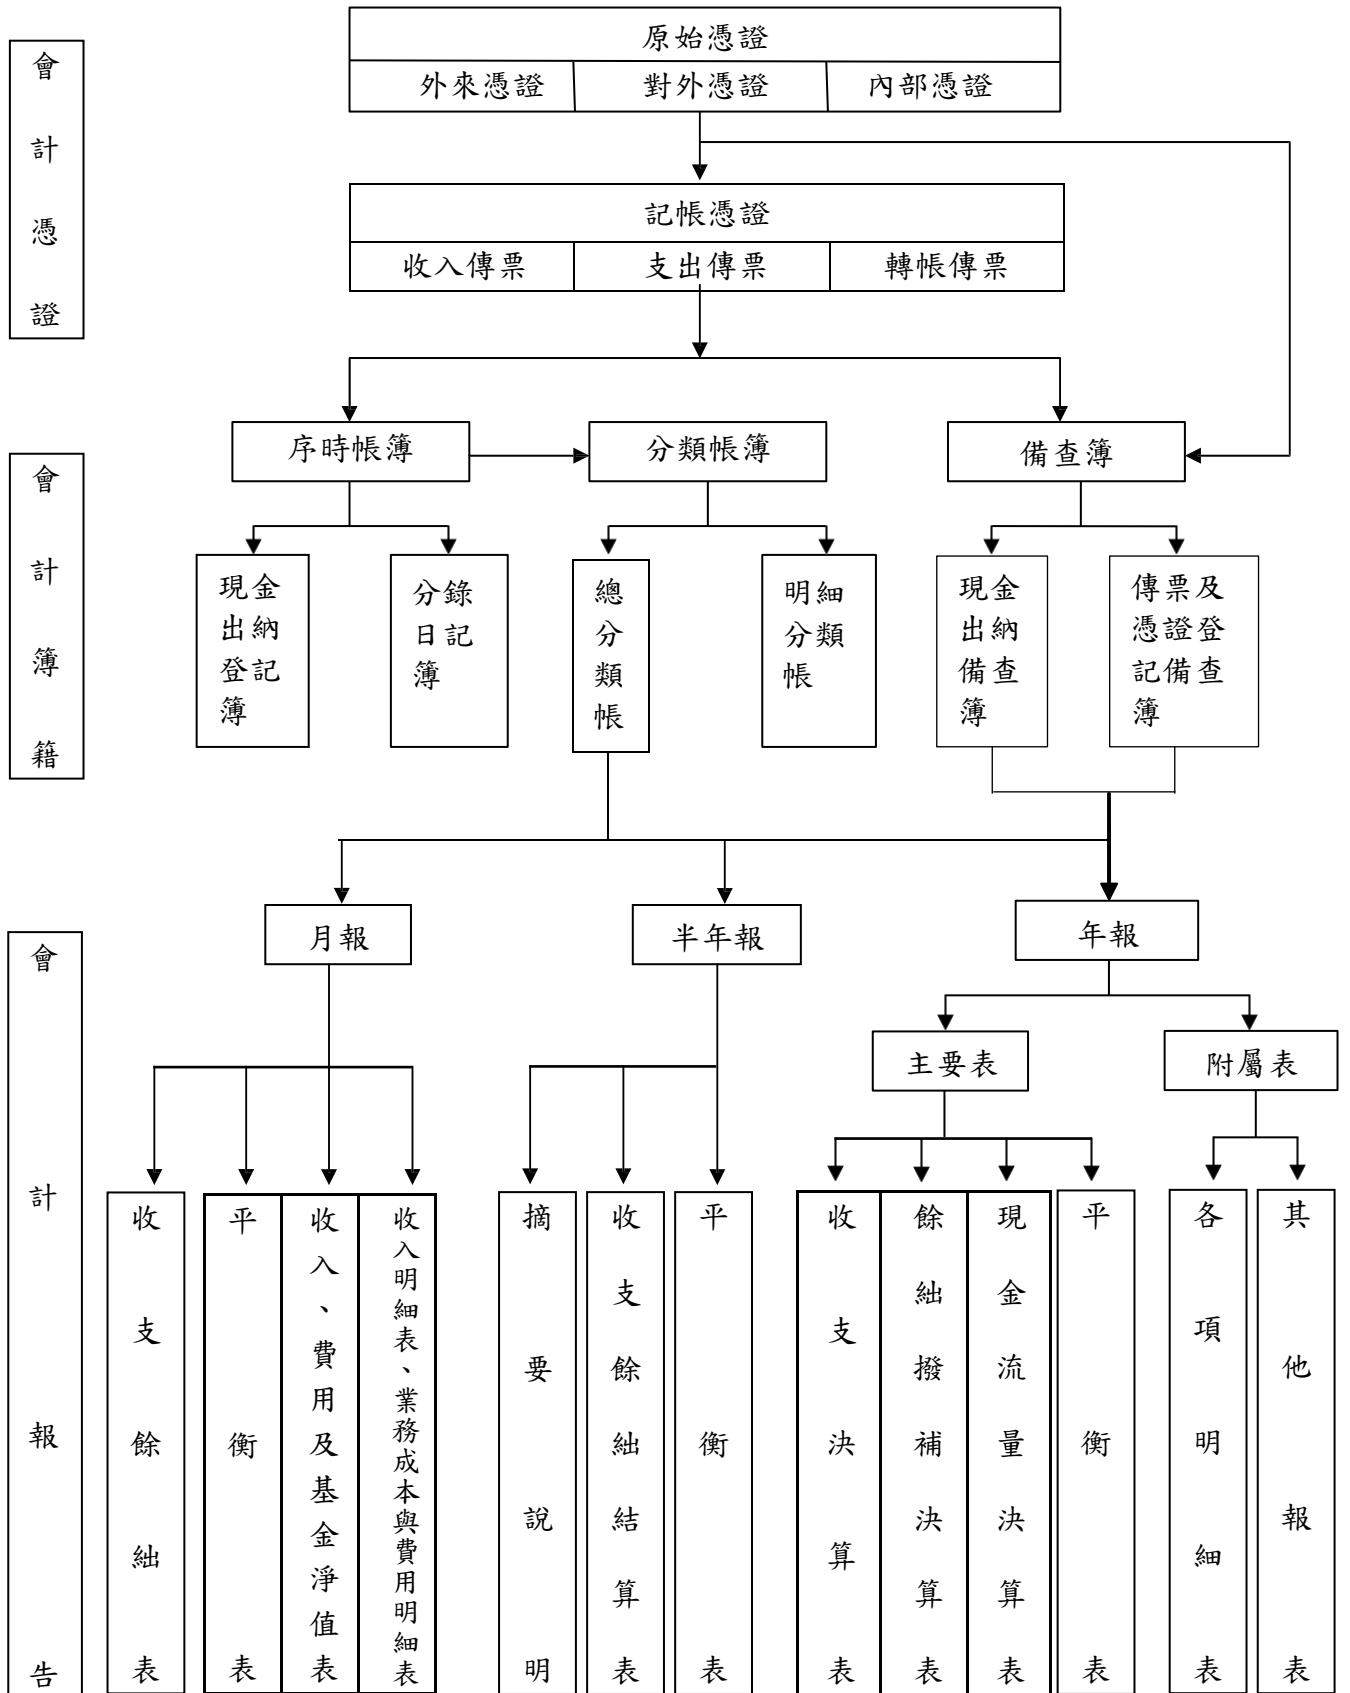 會計憑證
原始憑證
外來憑證
對外憑證
內部憑證
記帳憑證
收入傳票
支出傳票
轉帳傳票
會計簿籍
序時帳簿
分類帳簿
備查簿
現金
出納
登記
簿
分錄
日記
簿
總
分
類
帳
明細
分類
帳
現金
出納
備查
簿
傳票及
憑證登
記備查
簿
會計報告
月報
半年報
年報
主要表
附屬表
收支餘絀表
平衡表
收入、費用及基金淨值表
收入明細表、業務成本與費用明細表
摘要說明
收支餘絀結算表
平衡表
收支決算表
餘絀撥補決算表
現金流量決算表
平衡表
各項明細表
其他報表